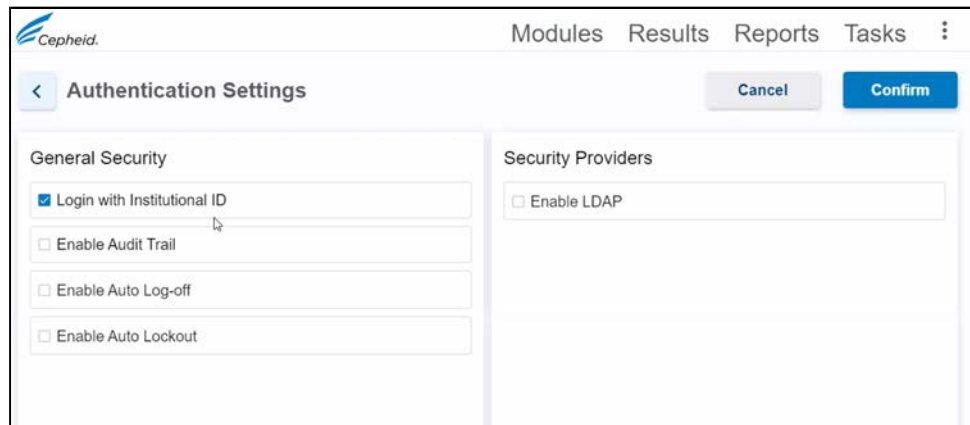 Cepheid.
Modules Results Reports Tasks
Authentication Settings
Cancel
Confirm
General Security
Login with Institutional ID
Enable Audit Trail
Enable Auto Log-off
Enable Auto Lockout
Security Providers
Enable LDAP